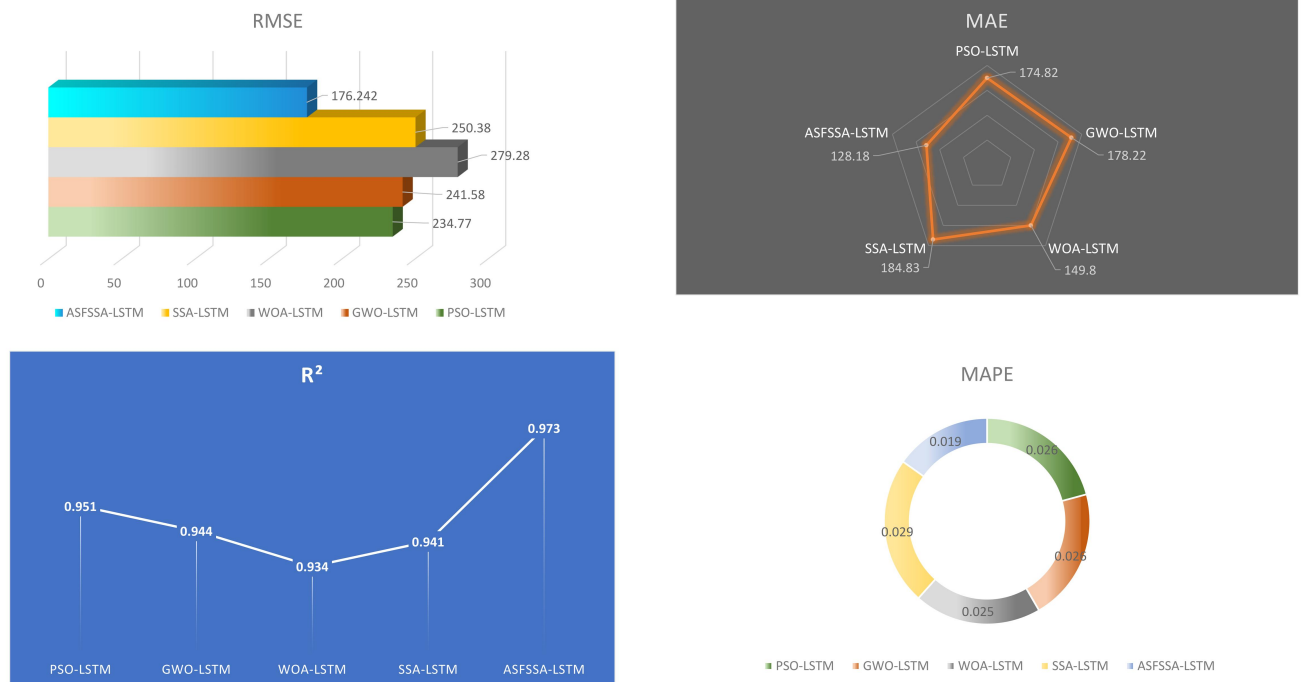 RMSE
176.242
250.38
279.28
241.58
234.77
0 50 100 150 200 250 300
ASFSSA-LSTM SSA-LSTM WOA-LSTM GWO-LSTM PSO-LSTM
MAE
PSO-LSTM
174.82
ASFSSA-LSTM GWO-LSTM
128.18 178.22
SSA-LSTM WOA-LSTM
184.83 149.8
R²
0.973
0.951
0.944
0.941
0.934
PSO-LSTM GWO-LSTM WOA-LSTM SSA-LSTM ASFSSA-LSTM
MAPE
0.019 0.026
0.029 0.026
0.025
PSO-LSTM GWO-LSTM WOA-LSTM SSA-LSTM ASFSSA-LSTM